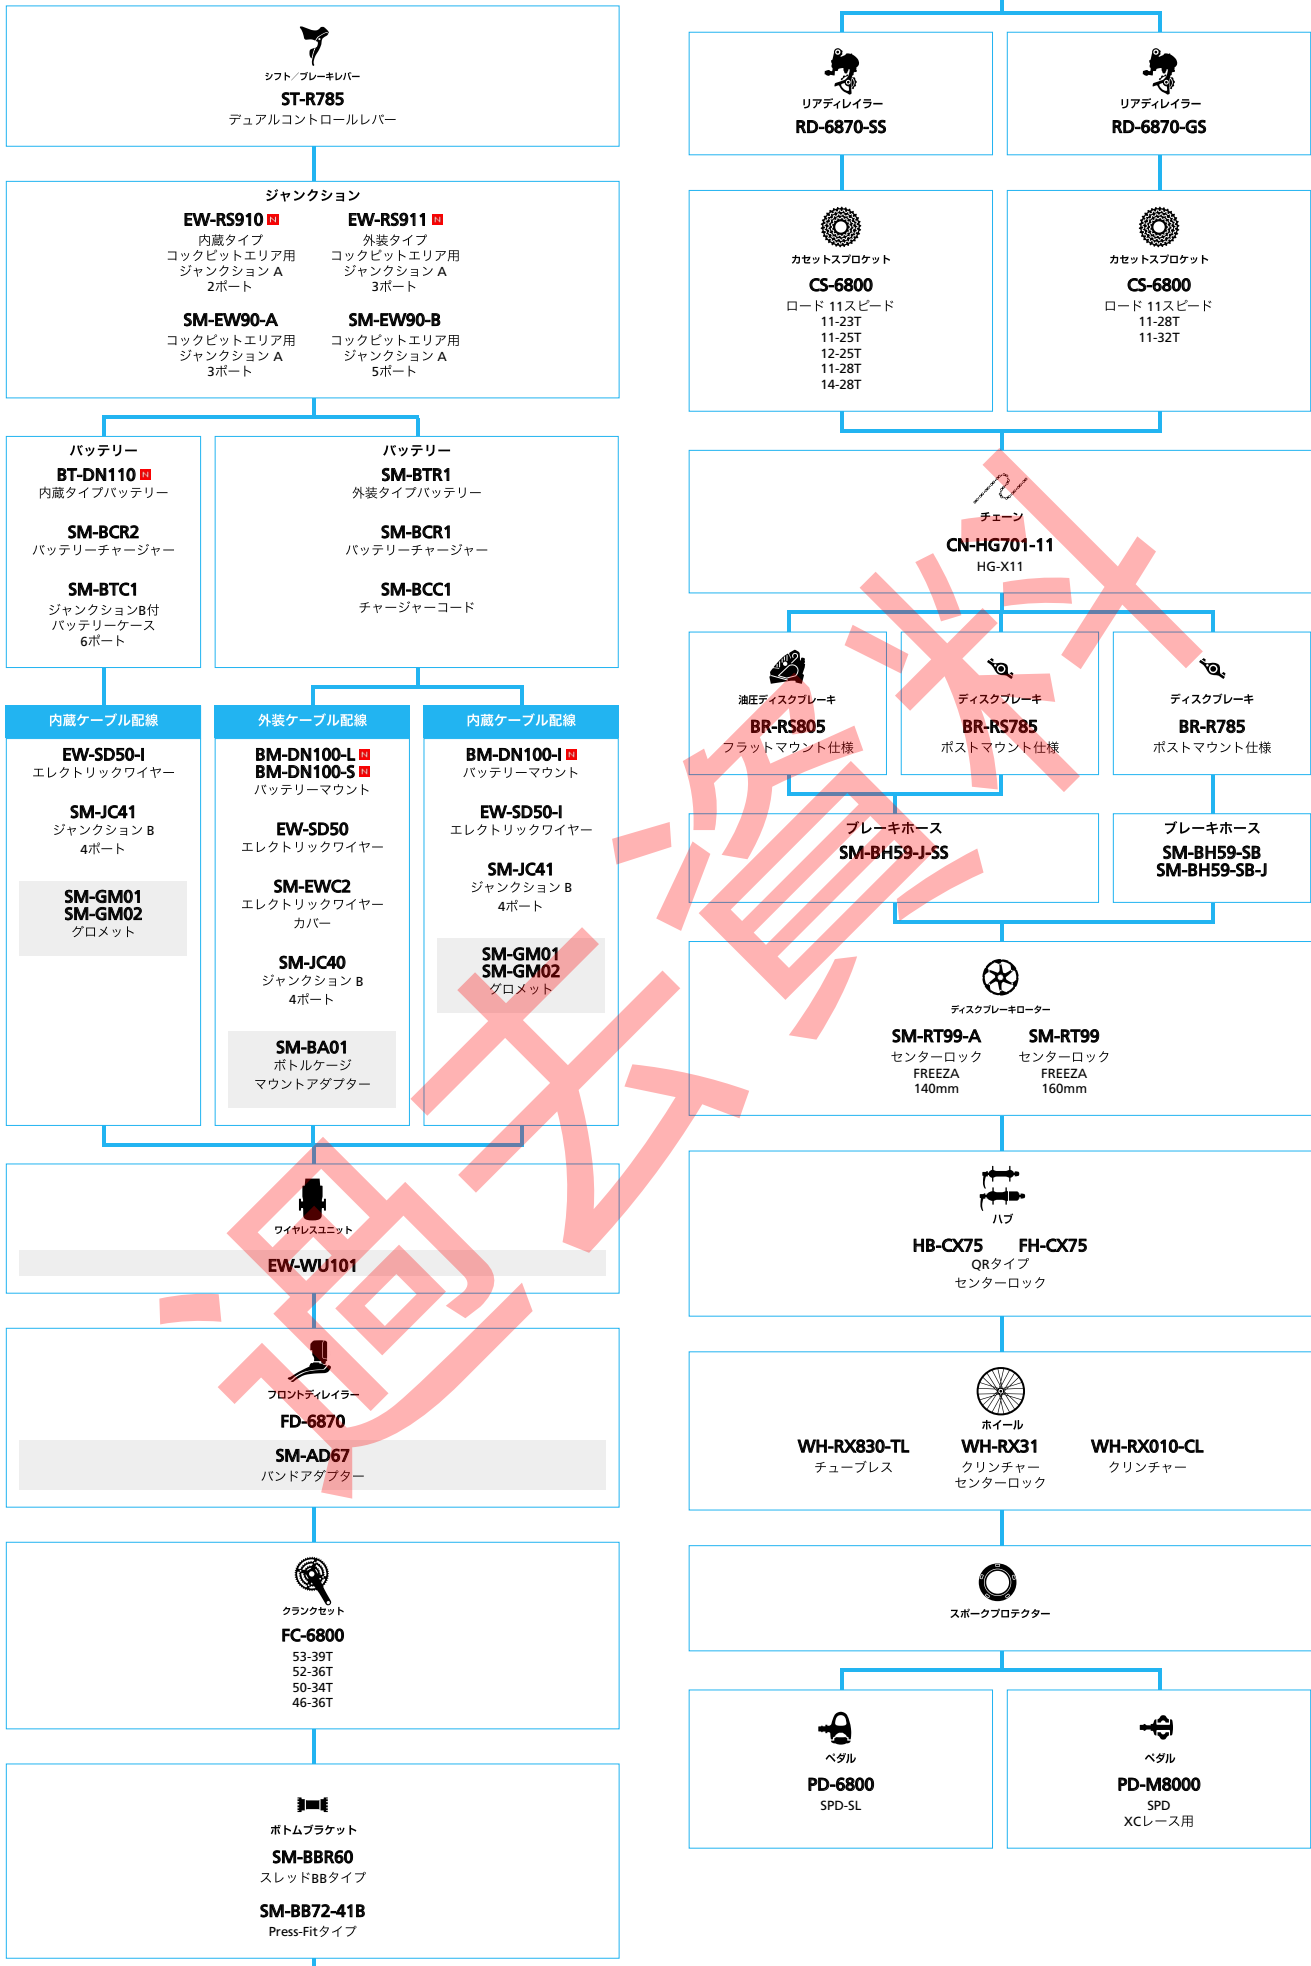 シフト／ブレーキレバー
ST-R785
デュアルコントロールレバー
ジャンクション
EW-RS910 N
内蔵タイプ
コックピットエリア用
ジャンクション A
2ポート
EW-RS911 N
外装タイプ
コックピットエリア用
ジャンクション A
3ポート
SM-EW90-A
コックピットエリア用
ジャンクション A
3ポート
SM-EW90-B
コックピットエリア用
ジャンクション A
5ポート
バッテリー
BT-DN110 N
内蔵タイプバッテリー
SM-BCR2
バッテリーチャージャー
SM-BTC1
ジャンクションB付
バッテリーケース
6ポート
バッテリー
SM-BTR1
外装タイプバッテリー
SM-BCR1
バッテリーチャージャー
SM-BCC1
チャージャーコード
内蔵ケーブル配線
EW-SD50-I
エレクトリックワイヤー
SM-JC41
ジャンクション B
4ポート
SM-GM01
SM-GM02
グロメット
外装ケーブル配線
BM-DN100-L N
BM-DN100-S N
バッテリーマウント
EW-SD50
エレクトリックワイヤー
SM-EWC2
エレクトリックワイヤー
カバー
SM-JC40
ジャンクション B
4ポート
SM-BA01
ボトルケージ
マウントアダプター
内蔵ケーブル配線
BM-DN100-I N
バッテリーマウント
EW-SD50-I
エレクトリックワイヤー
SM-JC41
ジャンクション B
4ポート
SM-GM01
SM-GM02
グロメット
ワイヤレスユニット
EW-WU101
フロントディレイラー
FD-6870
SM-AD67
バンドアダプター
クランクセット
FC-6800
53-39T
52-36T
50-34T
46-36T
ボトムブラケット
SM-BBR60
スレッドBBタイプ
SM-BB72-41B
Press-Fitタイプ
リアディレイラー
RD-6870-SS
リアディレイラー
RD-6870-GS
カセットスプロケット
CS-6800
ロード 11スピード
11-23T
11-25T
12-25T
11-28T
14-28T
カセットスプロケット
CS-6800
ロード 11スピード
11-28T
11-32T
チェーン
CN-HG701-11
HG-X11
油圧ディスクブレーキ
BR-RS805
フラットマウント仕様
ディスクブレーキ
BR-RS785
ポストマウント仕様
ディスクブレーキ
BR-R785
ポストマウント仕様
ブレーキホース
SM-BH59-J-SS
ブレーキホース
SM-BH59-SB
SM-BH59-SB-J
ディスクブレーキローター
SM-RT99-A
センターロック
FREEZA
140mm
SM-RT99
センターロック
FREEZA
160mm
ハブ
HB-CX75 FH-CX75
QRタイプ
センターロック
ホイール
WH-RX830-TL
チューブレス
WH-RX31
クリンチャー
センターロック
WH-RX010-CL
クリンチャー
スポークプロテクター
ペダル
PD-6800
SPD-SL
ペダル
PD-M8000
SPD
XCレース用
過去資料